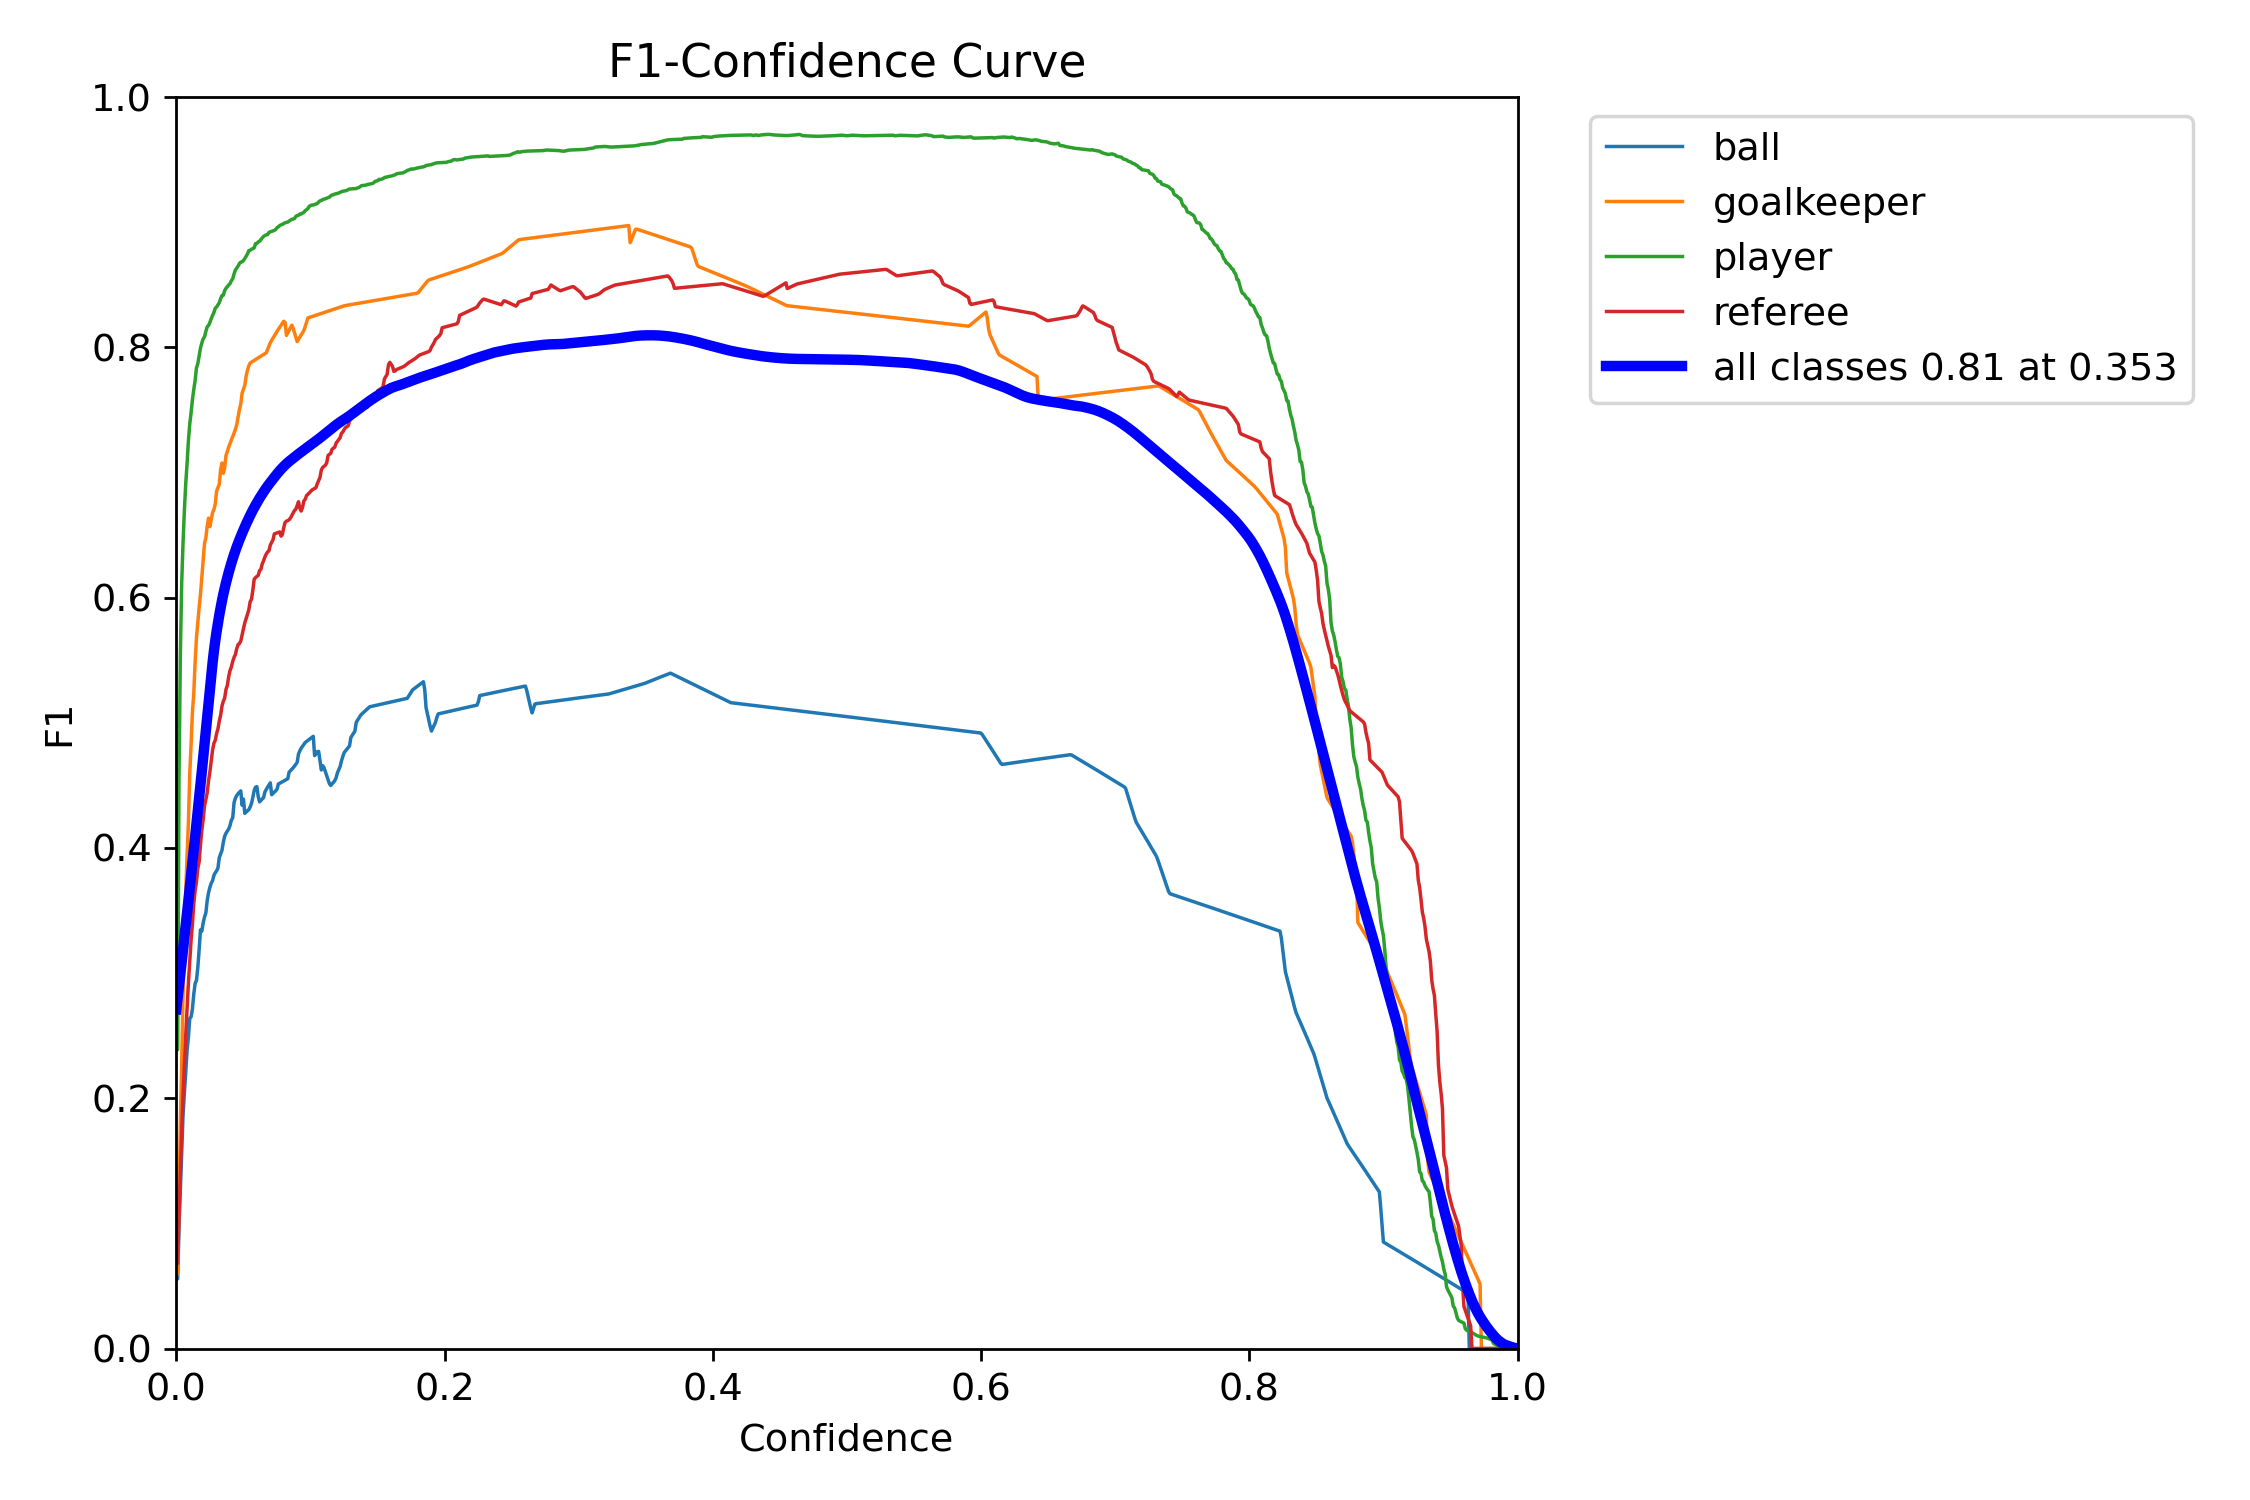 F1-Confidence Curve
1.0
0.8
0.6
0.4
0.2
0.0
F1
0.0 0.2 0.4 0.6 0.8 1.0
Confidence
ball
goalkeeper
player
referee
all classes 0.81 at 0.353